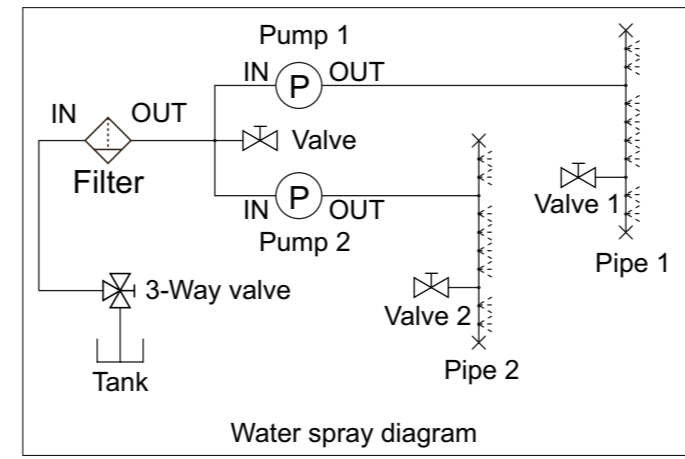 Pump 1
IN OUT
P
IN OUT
Valve
Filter
P
IN OUT
Pump 2
Valve 1
Pipe 1
3-Way valve
Valve 2
Tank
Pipe 2
Water spray diagram